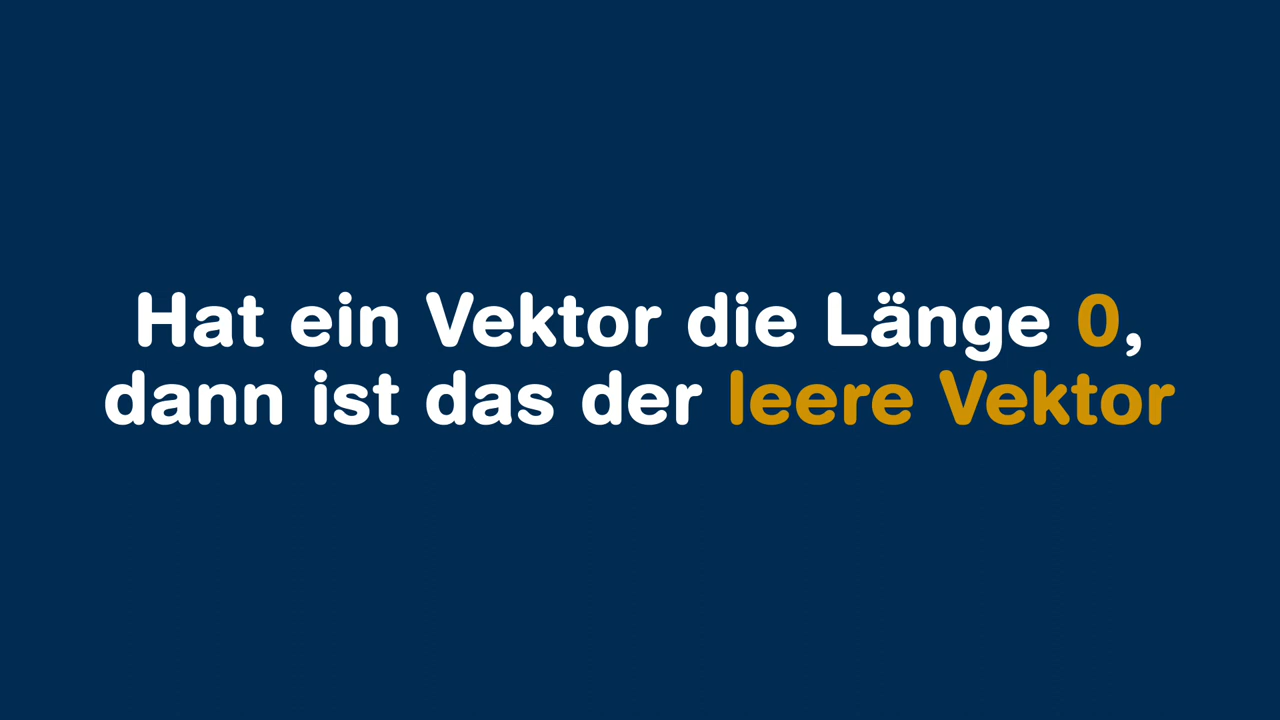 Hat ein Vektor die Länge 0,
dann ist das der leere Vektor